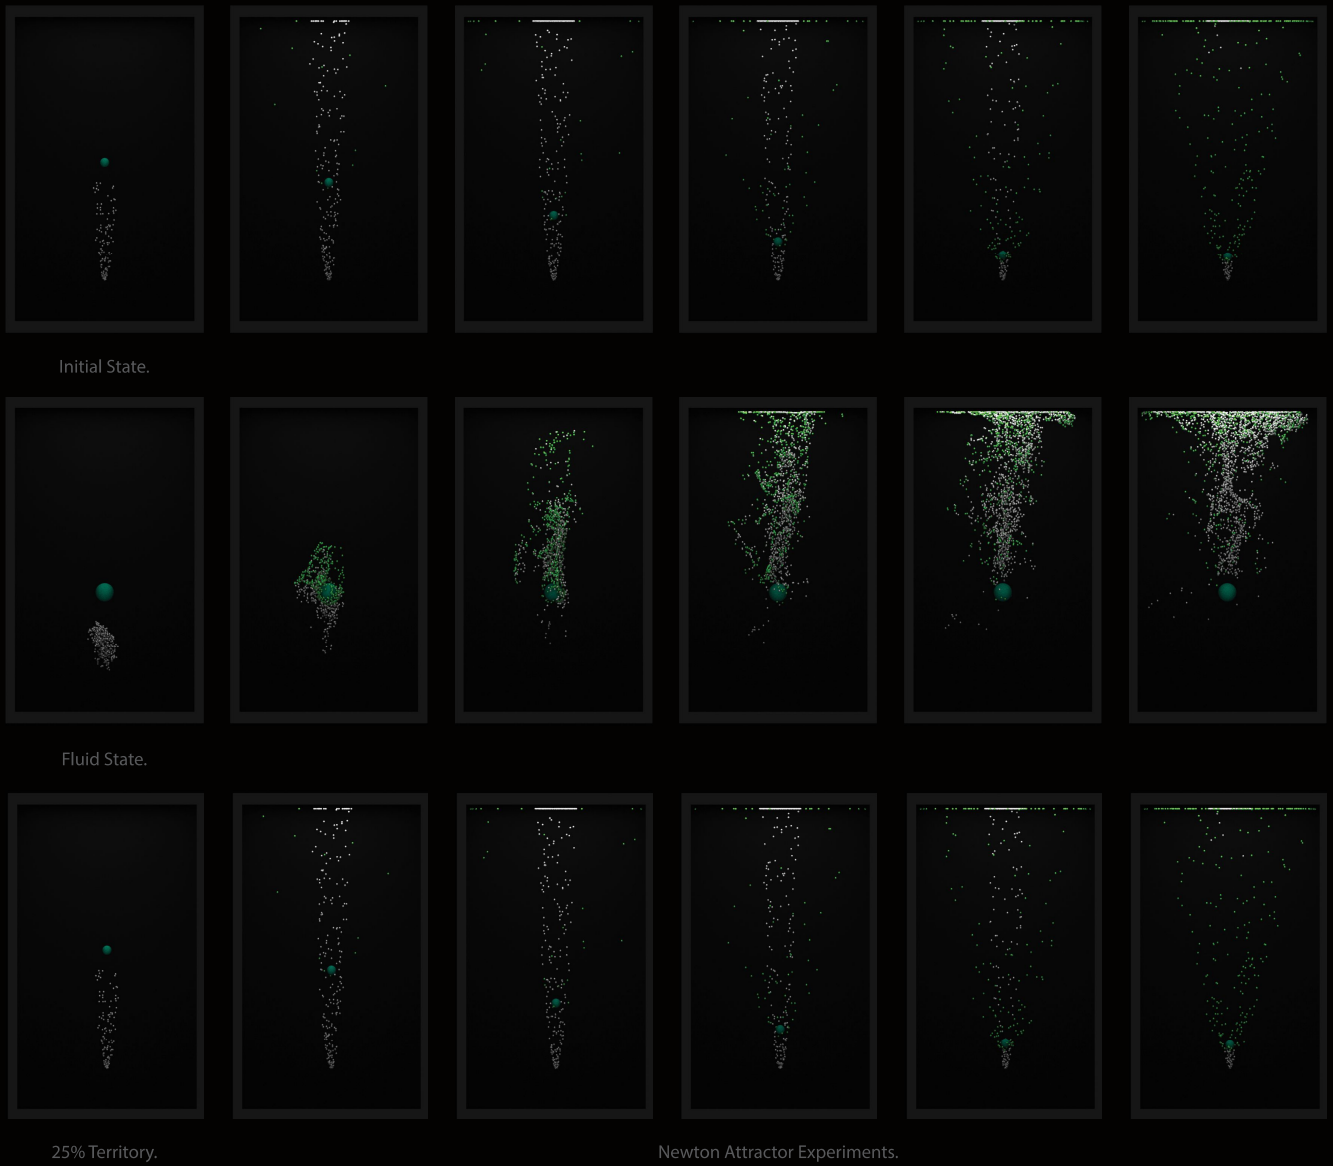 Initial State.
Fluid State.
25% Territory.
Newton Attractor Experiments.